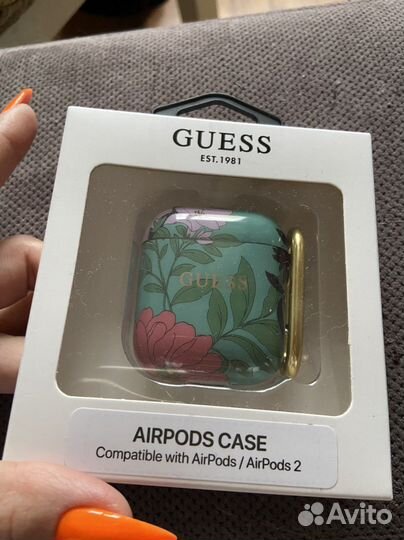 GUESS
EST.1981
GUESS
AIRPODS CASE
Compatible with AirPods / AirPods 2
Avito